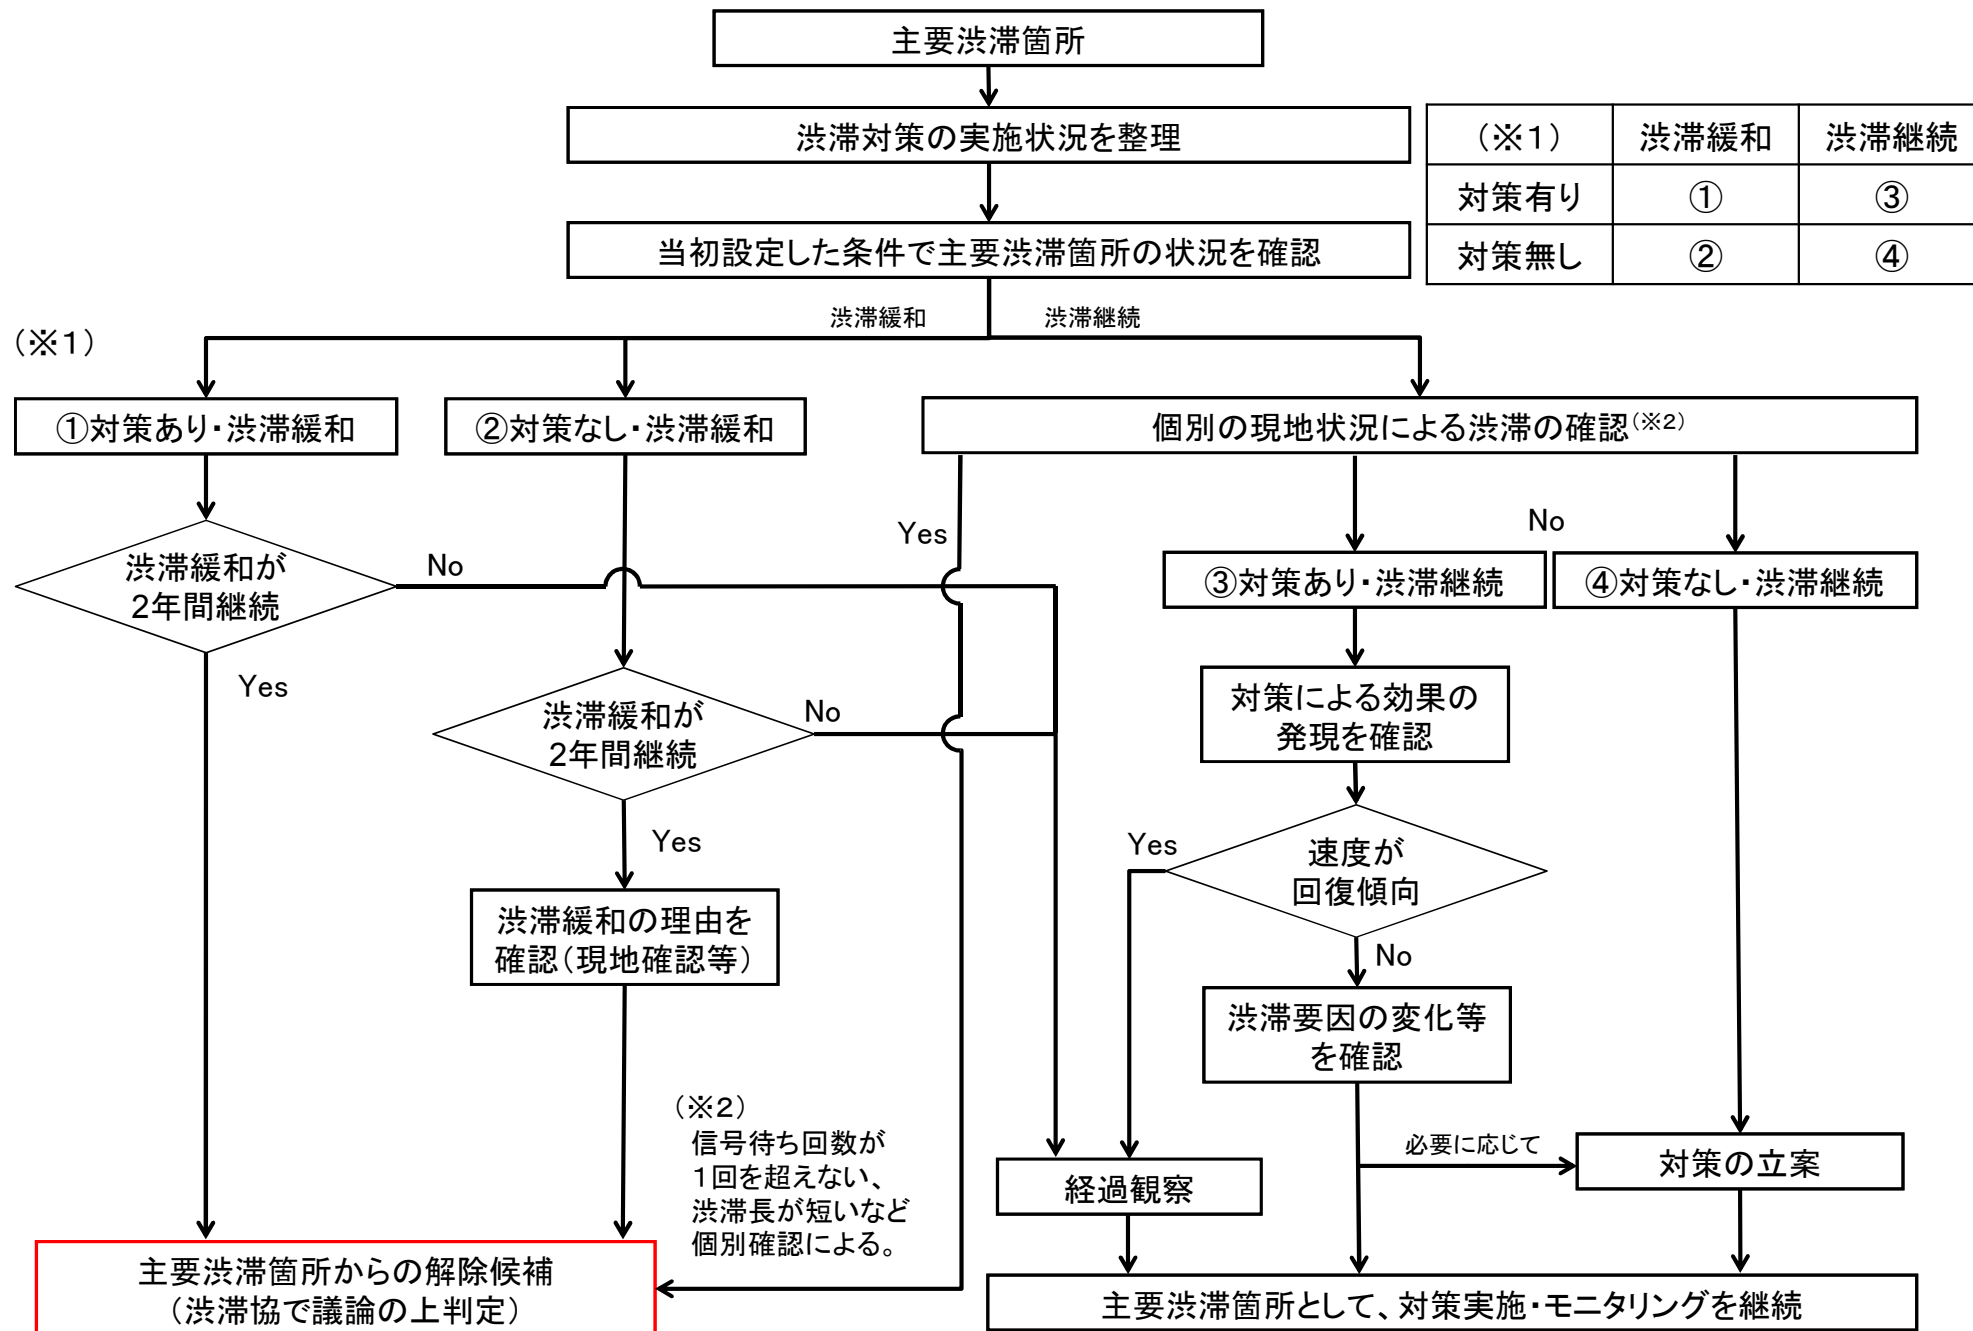 主要渋滞箇所
渋滞対策の実施状況を整理
当初設定した条件で主要渋滞箇所の状況を確認
(※1) 渋滞緩和 渋滞継続
対策有り ① ③
対策無し ② ④
渋滞緩和 渋滞継続
(※1)
①対策あり・渋滞緩和
②対策なし・渋滞緩和
個別の現地状況による渋滞の確認(※2)
Yes
No
渋滞緩和が
2年間継続
No
Yes
③対策あり・渋滞継続
④対策なし・渋滞継続
渋滞緩和が
2年間継続
No
Yes
対策による効果の
発現を確認
速度が
回復傾向
Yes
No
渋滞緩和の理由を
確認(現地確認等)
渋滞要因の変化等
を確認
(※2)
信号待ち回数が
1回を超えない、
渋滞長が短いなど
個別確認による。
必要に応じて
対策の立案
経過観察
主要渋滞箇所からの解除候補
(渋滞協で議論の上判定)
主要渋滞箇所として、対策実施・モニタリングを継続